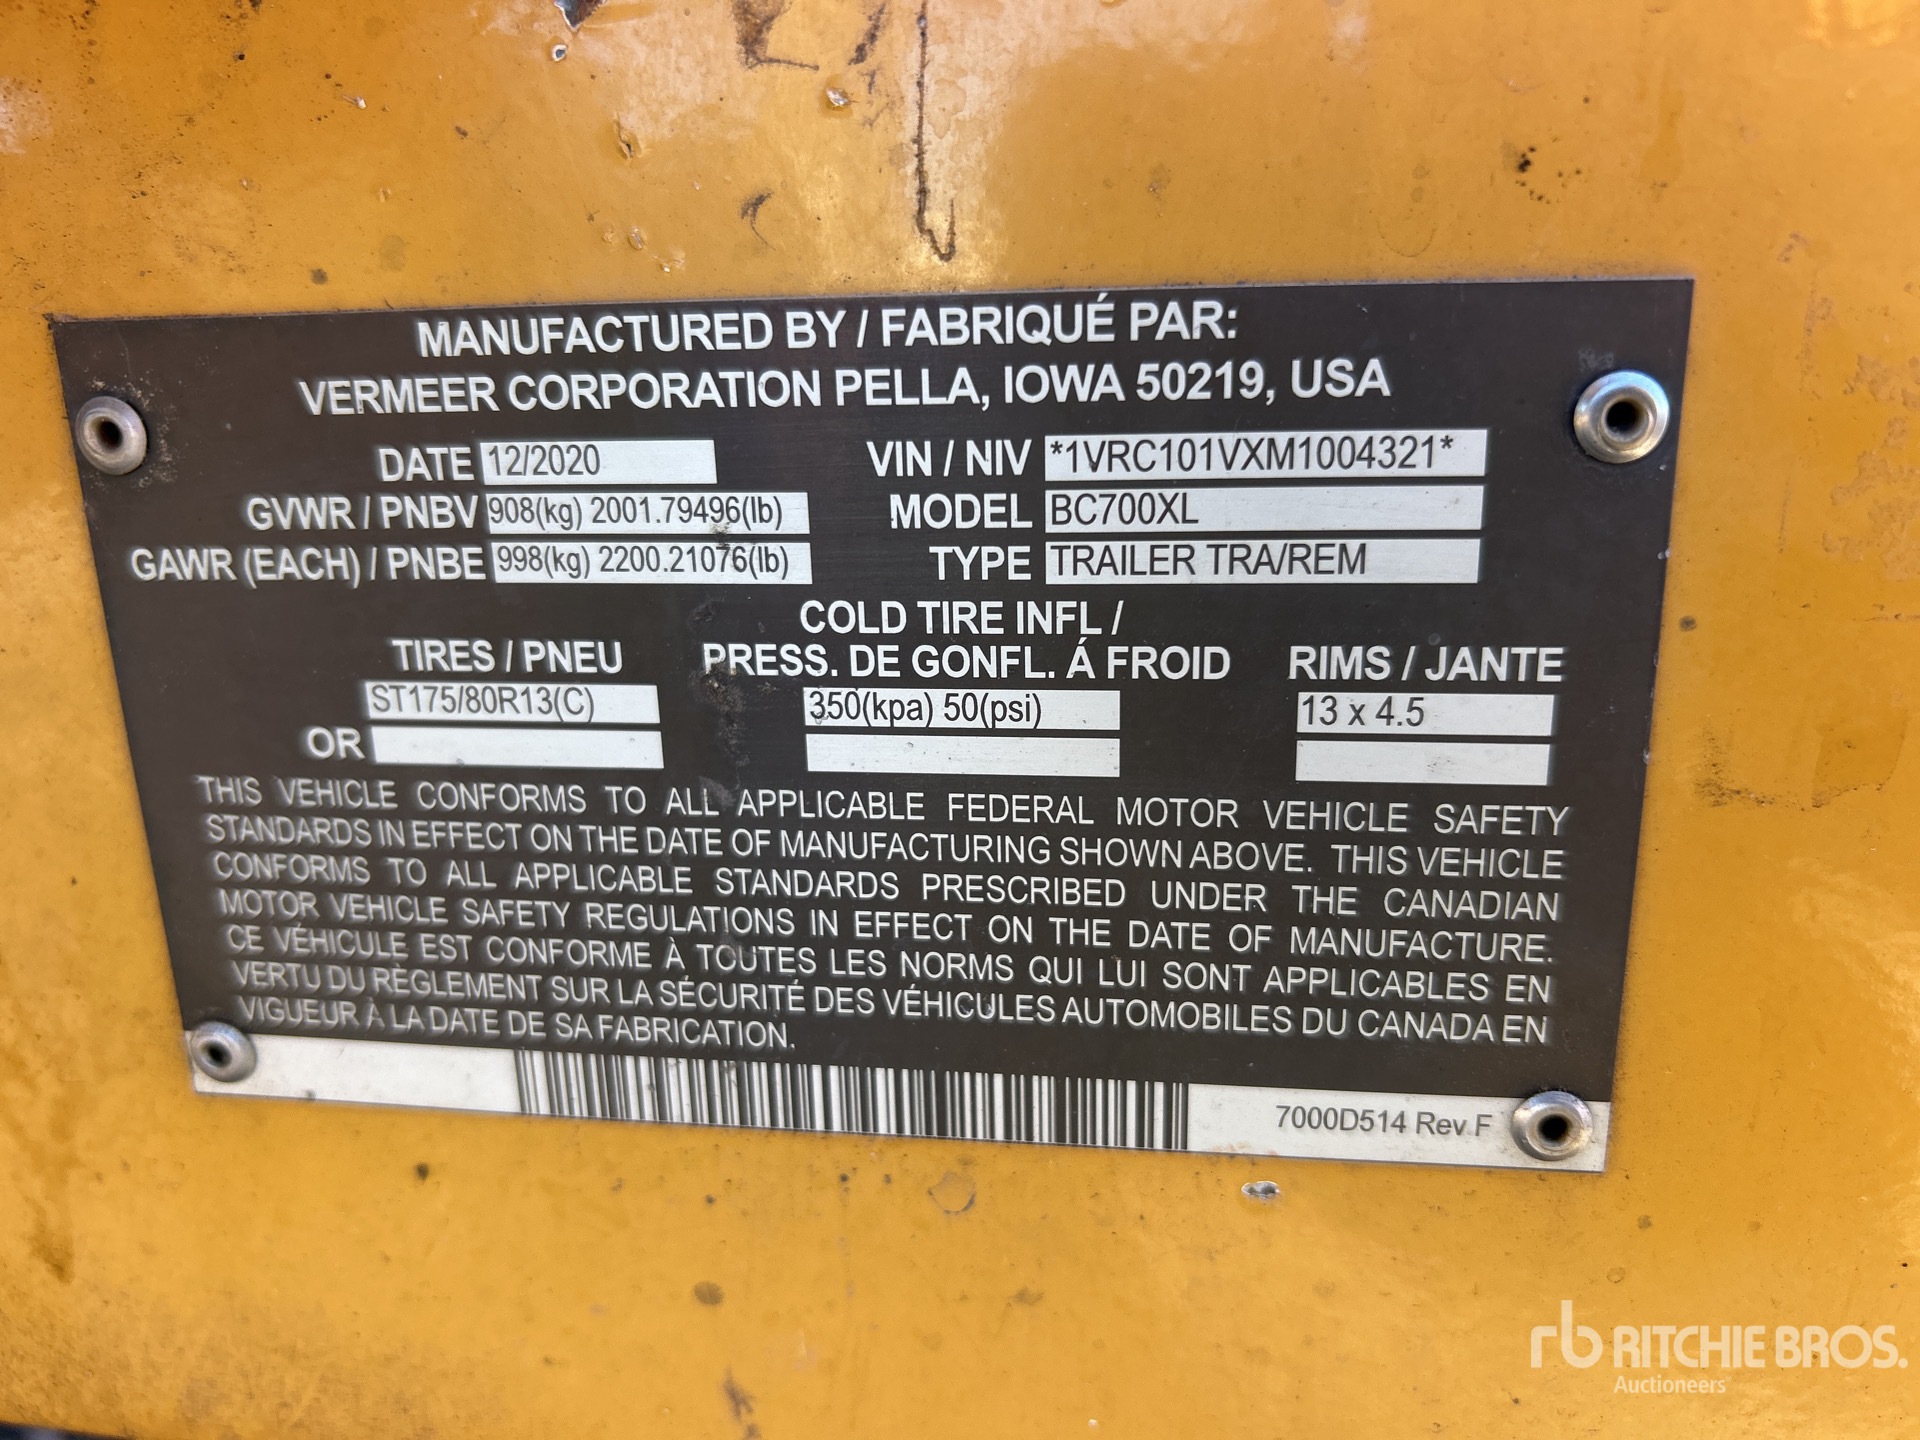 MANUFACTURED BY / FABRIQUÉ PAR:
VERMEER CORPORATION PELLA, IOWA 50219, USA
DATE 12/2020 VIN / NIV *1VRC101VXM1004321*
GVWR / PNBV 908(kg) 2001.79496(lb) MODEL BC700XL
GAWR (EACH) / PNBE 998(kg) 2200.21076(lb) TYPE TRAILER TRA/REM
COLD TIRE INFL /
TIRES / PNEU PRESS. DE GONFL. Á FROID RIMS / JANTE
ST175/80R13(C) 350(kpa) 50(psi) 13 x 4.5
OR
THIS VEHICLE CONFORMS TO ALL APPLICABLE FEDERAL MOTOR VEHICLE SAFETY
STANDARDS IN EFFECT ON THE DATE OF MANUFACTURING SHOWN ABOVE. THIS VEHICLE
CONFORMS TO ALL APPLICABLE STANDARDS PRESCRIBED UNDER THE CANADIAN
MOTOR VEHICLE SAFETY REGULATIONS IN EFFECT ON THE DATE OF MANUFACTURE.
CE VÉHICULE EST CONFORME À TOUTES LES NORMS QUI LUI SONT APPLICABLES EN
VERTU DU RÈGLEMENT SUR LA SÉCURITÉ DES VÉHICULES AUTOMOBILES DU CANADA EN
VIGUEUR À LA DATE DE SA FABRICATION.
7000D514 Rev F
rb RITCHIE BROS.
Auctioneers